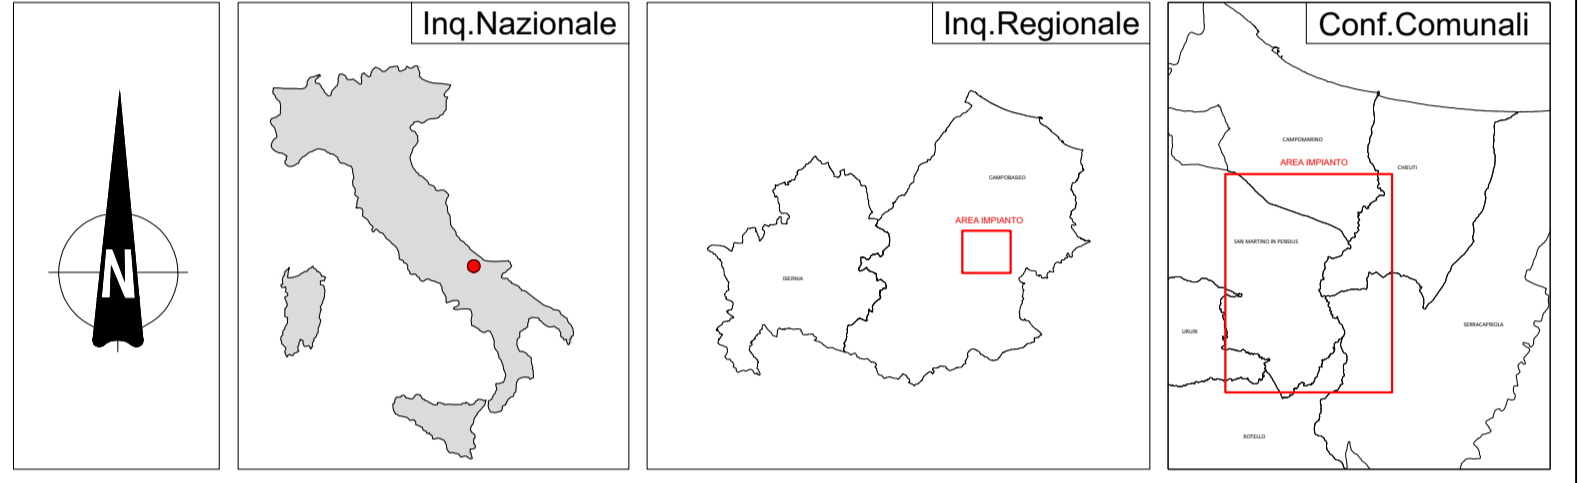 N
Inq.Nazionale
Inq.Regionale
CAMPOBASSO
AREA IMPIANTO
ISERNIA
Conf.Comunali
CAMPOMARINO
AREA IMPIANTO
CHIEUTI
SAN MARTINO IN PENSILIS
URURI
SERRACAPRIOLA
ROTELLO